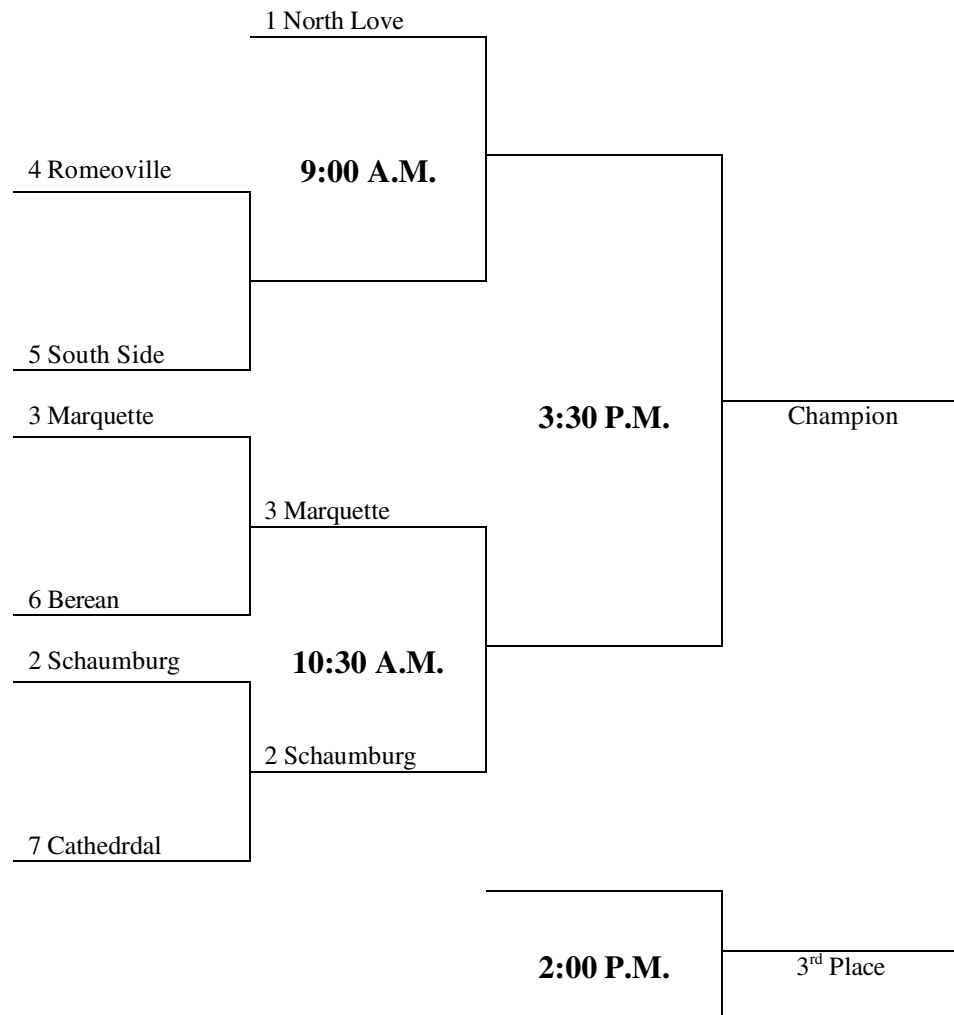 1 North Love
4 Romeoville
9:00 A.M.
5 South Side
3 Marquette
3:30 P.M.
Champion
3 Marquette
6 Berean
2 Schaumburg
10:30 A.M.
2 Schaumburg
7 Cathedrdal
2:00 P.M.
3rd Place